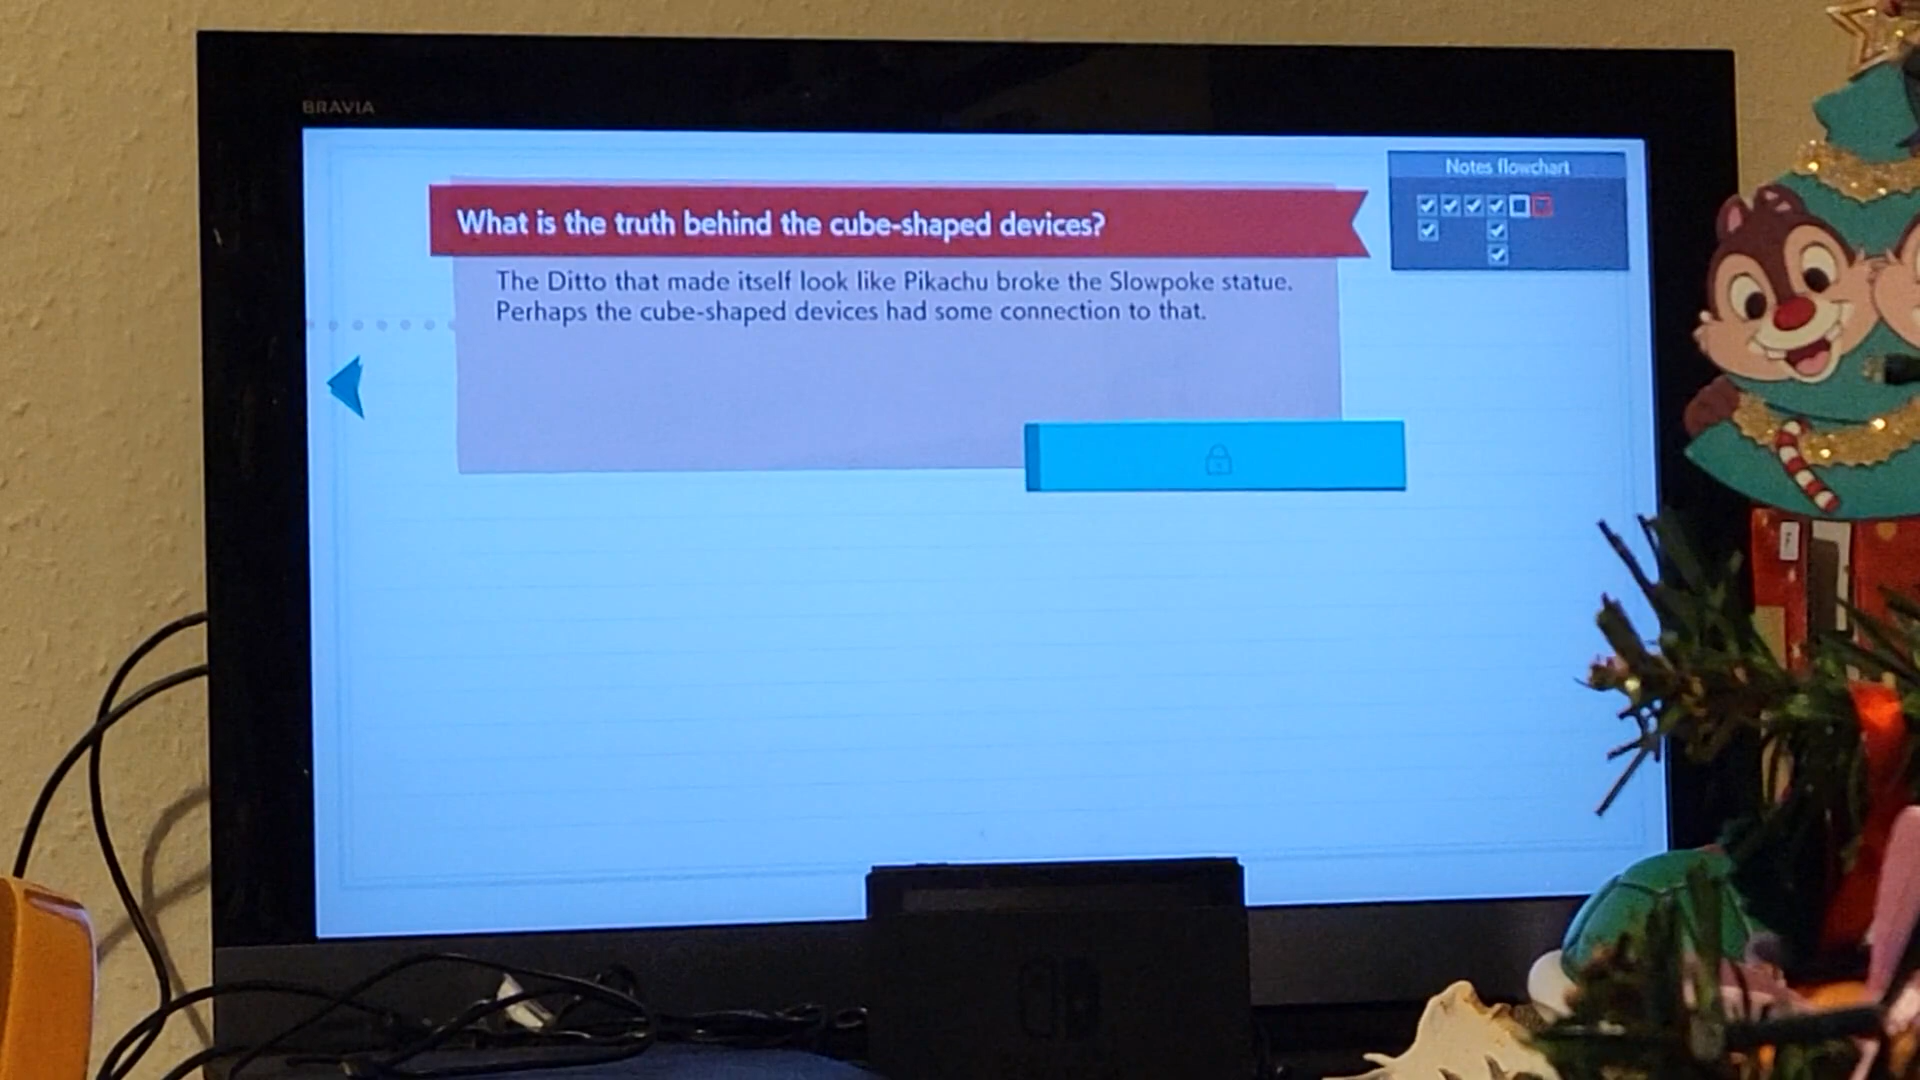 BRAVIA
Notes flowchart
What is the truth behind the cube-shaped devices?
The Ditto that made itself look like Pikachu broke the Slowpoke statue.
Perhaps the cube-shaped devices had some connection to that.